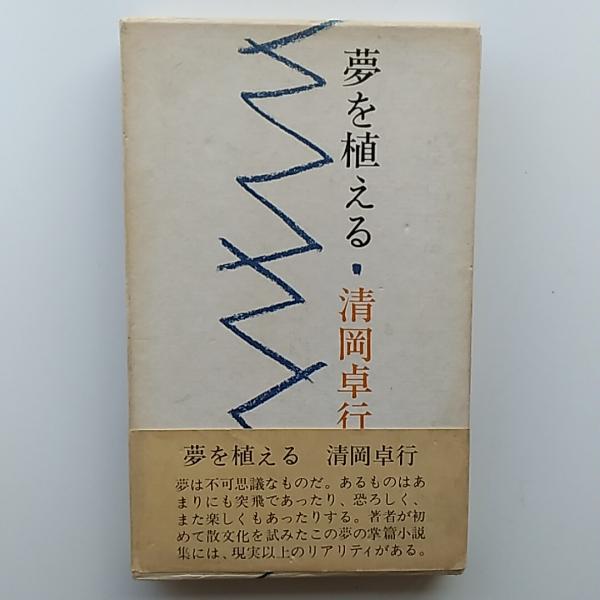 夢を植える・清岡卓行
夢を植える　清岡卓行
夢は不可思議なものだ。あるものはあ
まりにも突飛であったり、恐ろしく、
また楽しくもあったりする。著者が初
めて散文化を試みたこの夢の掌篇小説
集には、現実以上のリアリティがある。